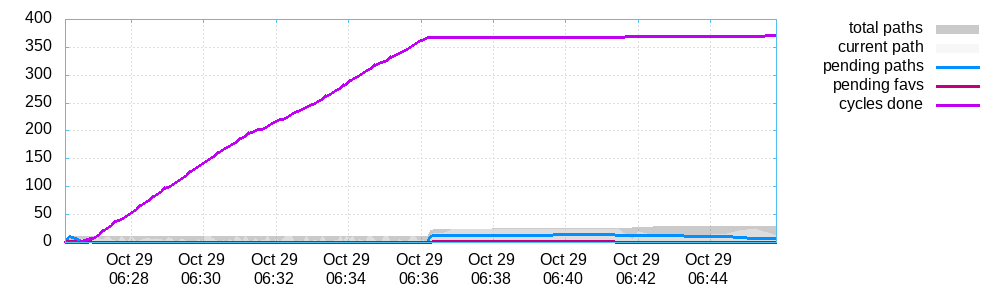 400
350
300
250
200
150
100
50
0
Oct 29 Oct 29 Oct 29 Oct 29 Oct 29 Oct 29 Oct 29 Oct 29 Oct 29
06:28 06:30 06:32 06:34 06:36 06:38 06:40 06:42 06:44
total paths
current path
pending paths
pending favs
cycles done